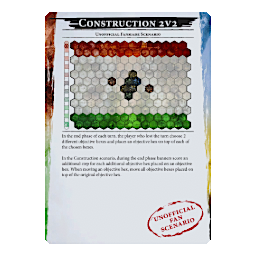 CONSTRUCTION 2V2
UNOFFICIAL FANMADE SCENARIO
In the end phase of each turn, the player who lost the turn choose 2
different objective hexes and places an objective hex on top of each of
the chosen hexes.
In the Construction scenario, during the end phase banners score an
additional step for each additional objective hex placed on an objective
hex. When moving an objective hex, move all objective hexes placed on
top of the original objective hex.
UNOFFICIAL
FAN
SCENARIO